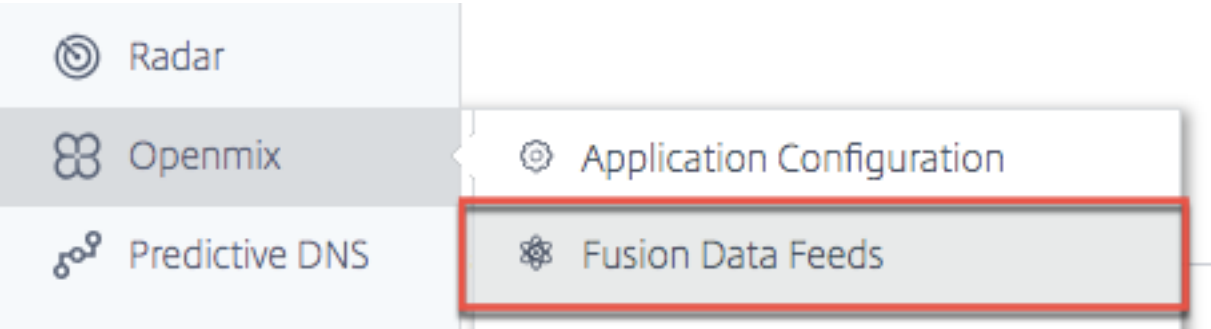 Radar
Openmix
Application Configuration
Fusion Data Feeds
Predictive DNS